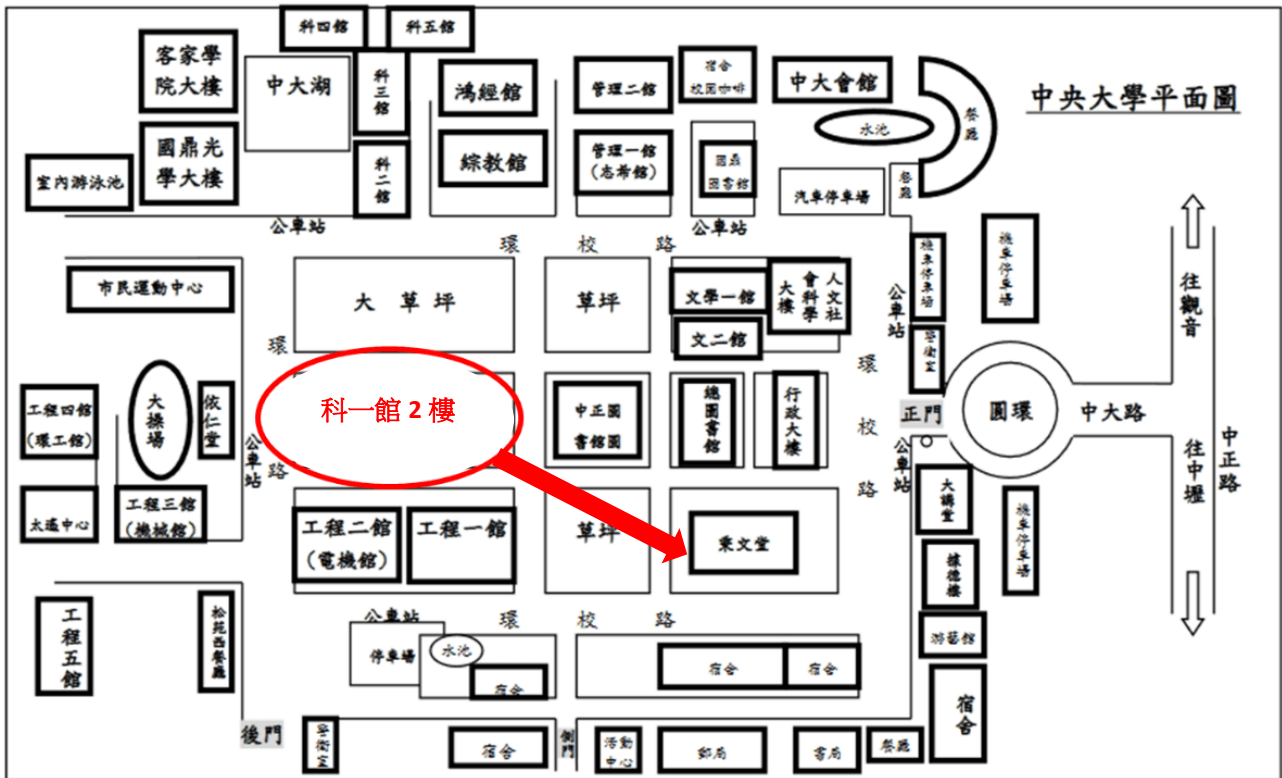 中央大學平面圖
科四館
科五館
客家學
院大樓
中大湖
科三館
鴻經館
管理二館
宿舍
校園咖啡
中大會館
水池
餐廳
室內游泳池
國鼎光
學大樓
科二館
綜教館
管理一館
(志希館)
國鼎
圖書館
汽車停車場
餐廳
公車站
環校路
公車站
機車停車場
機車停車場
往觀音
市民運動中心
大草坪
草坪
文學一館
文二館
人文社
會科學
大樓
公車站
警衛室
環
路
環校路
工程四館
(環工館)
大操場
依仁堂
公車站
科一館 2 樓
中正圖
書館
總圖書館
行政大樓
正門
圓環
中大路
中正路
往中壢
公車站
太遙中心
工程三館
(機械館)
工程二館
(電機館)
工程一館
草坪
秉文堂
大講堂
機車停車場
據德樓
游藝館
宿舍
工程五館
松苑西餐廳
公車站
環校路
停車場
水池
宿舍
宿舍
宿舍
後門
警衛室
宿舍
側門
活動
中心
郵局
書局
餐廳